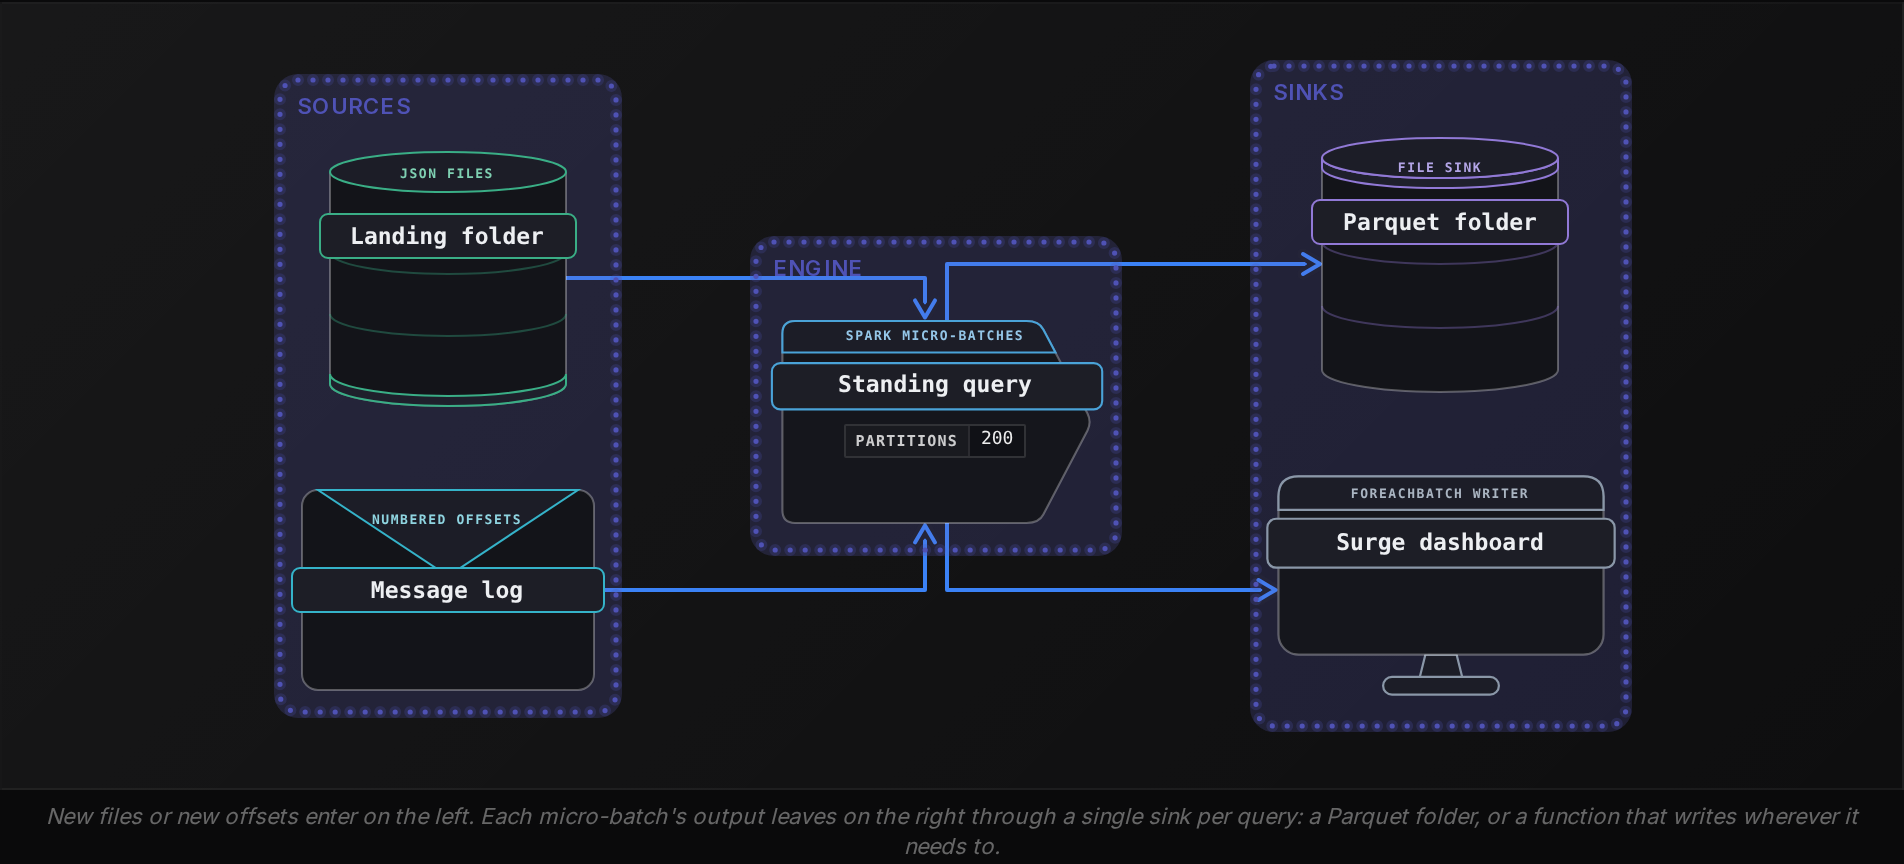 SOURCES
JSON FILES
Landing folder
NUMBERED OFFSETS
Message log
ENGINE
SPARK MICRO-BATCHES
Standing query
PARTITIONS 200
SINKS
FILE SINK
Parquet folder
FOREACHBATCH WRITER
Surge dashboard
New files or new offsets enter on the left. Each micro-batch's output leaves on the right through a single sink per query: a Parquet folder, or a function that writes wherever it
needs to.